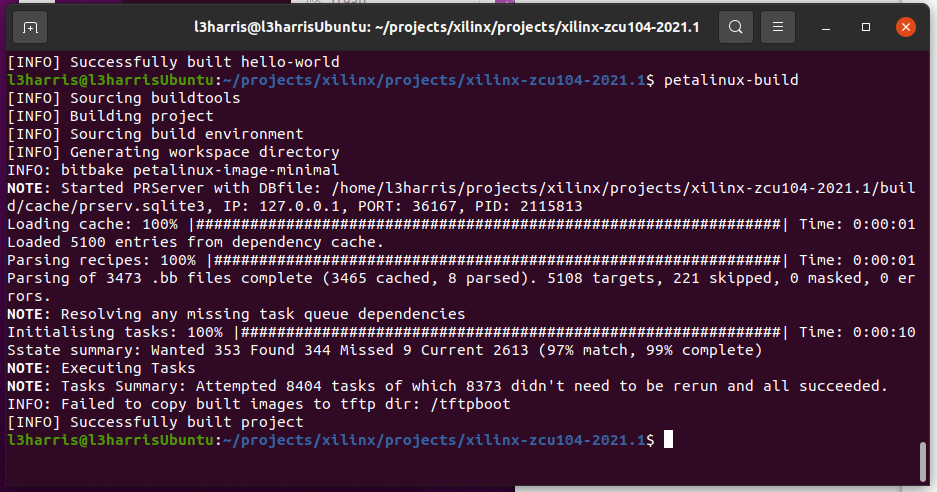 l3harris@l3harrisUbuntu: ~/projects/xilinx/projects/xilinx-zcu104-2021.1
[INFO] Successfully built hello-world
l3harris@l3harrisUbuntu:~/projects/xilinx/projects/xilinx-zcu104-2021.1$ petalinux-build
[INFO] Sourcing buildtools
[INFO] Building project
[INFO] Sourcing build environment
[INFO] Generating workspace directory
INFO: bitbake petalinux-image-minimal
NOTE: Started PRServer with DBfile: /home/l3harris/projects/xilinx/projects/xilinx-zcu104-2021.1/buil
d/cache/prserv.sqlite3, IP: 127.0.0.1, PORT: 36167, PID: 2115813
Loading cache: 100% |#################################################################| Time: 0:00:01
Loaded 5100 entries from dependency cache.
Parsing recipes: 100% |###############################################################| Time: 0:00:01
Parsing of 3473 .bb files complete (3465 cached, 8 parsed). 5108 targets, 221 skipped, 0 masked, 0 er
rors.
NOTE: Resolving any missing task queue dependencies
Initialising tasks: 100% |############################################################| Time: 0:00:10
Sstate summary: Wanted 353 Found 344 Missed 9 Current 2613 (97% match, 99% complete)
NOTE: Executing Tasks
NOTE: Tasks Summary: Attempted 8404 tasks of which 8373 didn't need to be rerun and all succeeded.
INFO: Failed to copy built images to tftp dir: /tftpboot
[INFO] Successfully built project
l3harris@l3harrisUbuntu:~/projects/xilinx/projects/xilinx-zcu104-2021.1$